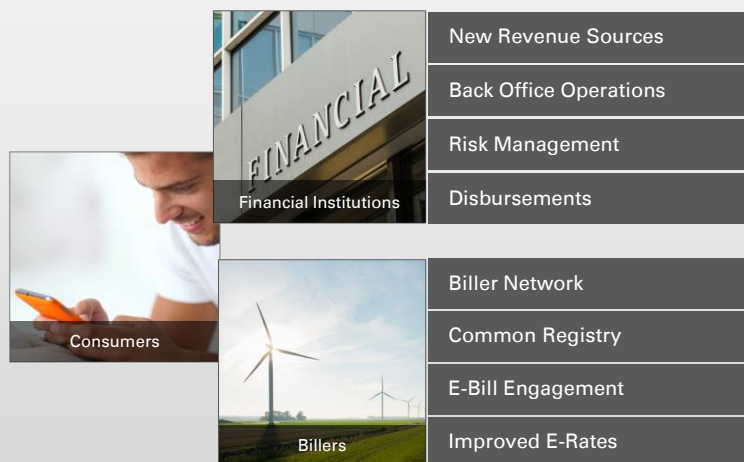 FINANCIAL
Financial Institutions
New Revenue Sources
Back Office Operations
Risk Management
Disbursements
Consumers
Billers
Biller Network
Common Registry
E-Bill Engagement
Improved E-Rates